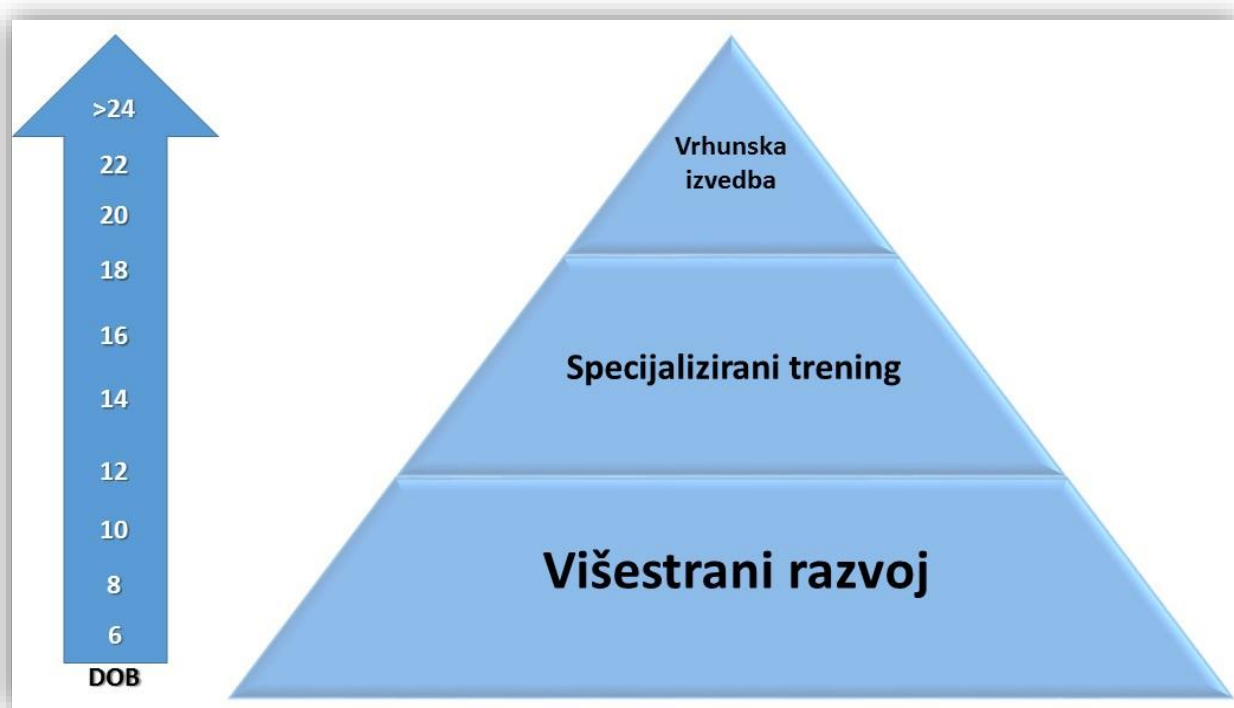 >24
22
20
18
16
14
12
10
8
6
DOB
Vrhunska
izvedba
Specijalizirani trening
Višestrani razvoj